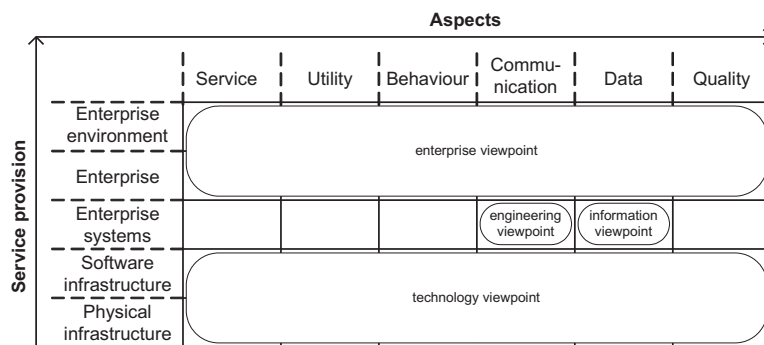 Aspects
Service provision
Service
Utility
Behaviour
Commu-
nication
Data
Quality
Enterprise
environment
enterprise viewpoint
Enterprise
Enterprise
systems
engineering
viewpoint
information
viewpoint
Software
infrastructure
technology viewpoint
Physical
infrastructure